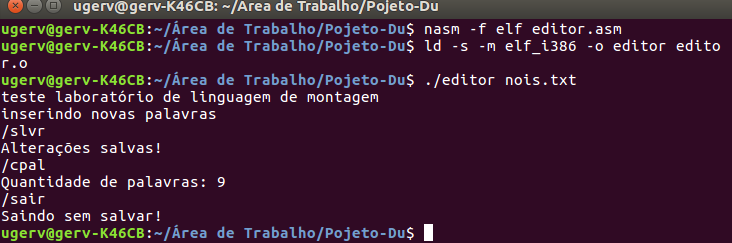 ugerv@gerv-K46CB: ~/Área de Trabalho/Pojeto-Du
ugerv@gerv-K46CB:~/Área de Trabalho/Pojeto-Du$ nasm -f elf editor.asm
ugerv@gerv-K46CB:~/Área de Trabalho/Pojeto-Du$ ld -s -m elf_i386 -o editor edito
r.o
ugerv@gerv-K46CB:~/Área de Trabalho/Pojeto-Du$ ./editor nois.txt
teste laboratório de linguagem de montagem
inserindo novas palavras
/slvr
Alterações salvas!
/cpal
Quantidade de palavras: 9
/sair
Saindo sem salvar!
ugerv@gerv-K46CB:~/Área de Trabalho/Pojeto-Du$